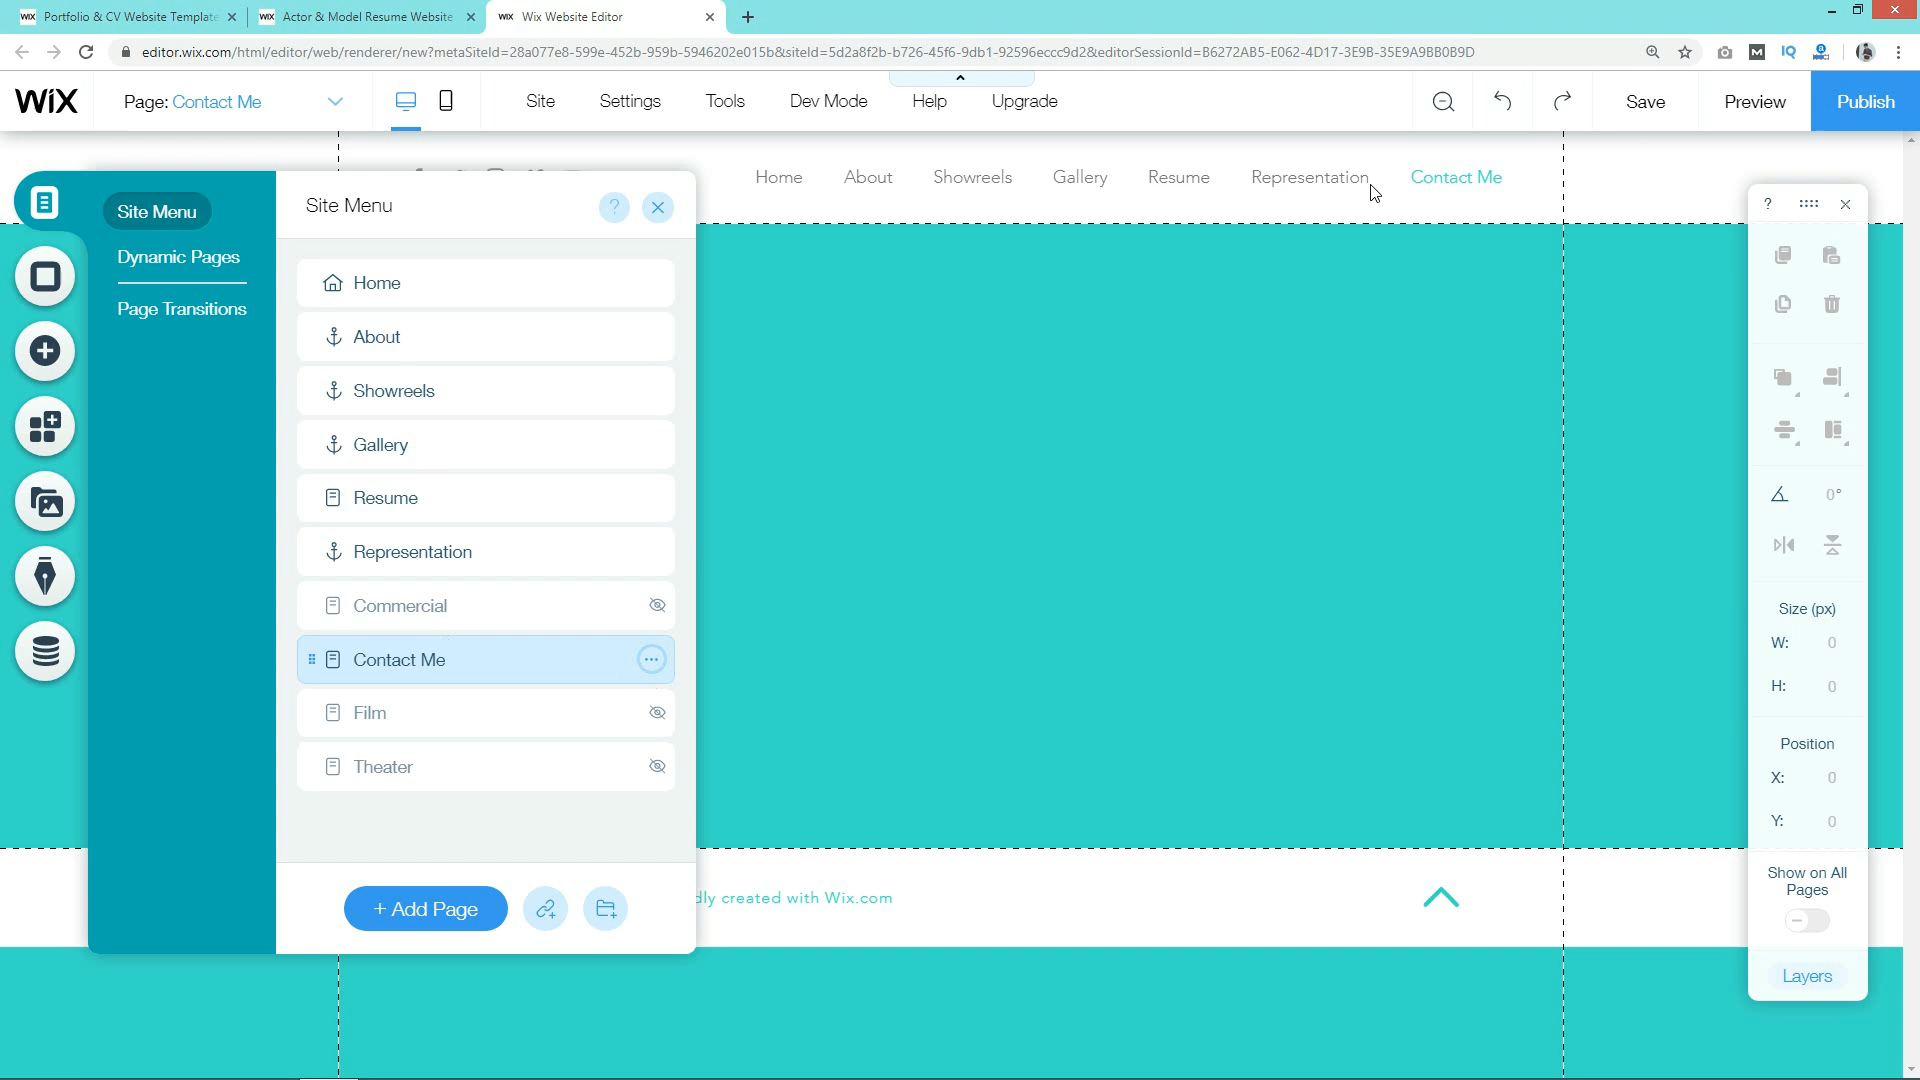 WIX Portfolio & CV Website Template
WIX Actor & Model Resume Website
WIX Wix Website Editor
editor.wix.com/html/editor/web/renderer/new?metaSiteId=28a077e8-599e-452b-959b-5946202e015b&siteId=5d2a8f2b-b726-45f6-9db1-92596eccc9d2&editorSessionId=B6272AB5-E062-4D17-3E9B-35E9A9BB0B9D
WiX
Page: Contact Me
Site
Settings
Tools
Dev Mode
Help
Upgrade
Save
Preview
Publish
Home
About
Showreels
Gallery
Resume
Representation
Contact Me
Site Menu
Dynamic Pages
Page Transitions
Site Menu
?
Home
About
Showreels
Gallery
Resume
Representation
Commercial
Contact Me
Film
Theater
+ Add Page
dly created with Wix.com
?
0°
Size (px)
W: 0
H: 0
Position
X: 0
Y: 0
Show on All
Pages
Layers